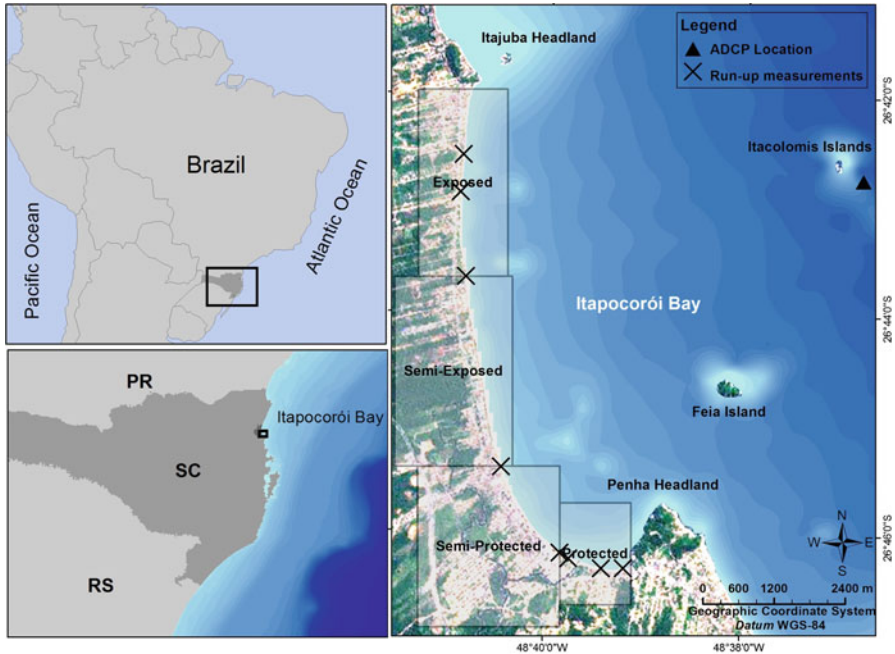 Brazil
Pacific Ocean
Atlantic Ocean
PR
Itapocorói Bay
SC
RS
Legend
ADCP Location
Run-up measurements
Itajuba Headland
26°42'0"S
Itacolomis Islands
Exposed
Itapocorói Bay
26°44'0"S
Semi-Exposed
Feia Island
Penha Headland
Semi-Protected
Protected
26°46'0"S
N
W
E
S
0 600 1200 2400 m
Geographic Coordinate System
Datum WGS-84
48°40'0"W
48°38'0"W